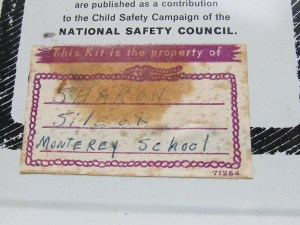 are published as a contribution
to the Child Safety Campaign of the
NATIONAL SAFETY COUNCIL.
This Kit is the property of
SHARON
Silcox
MONTEREY School
71264